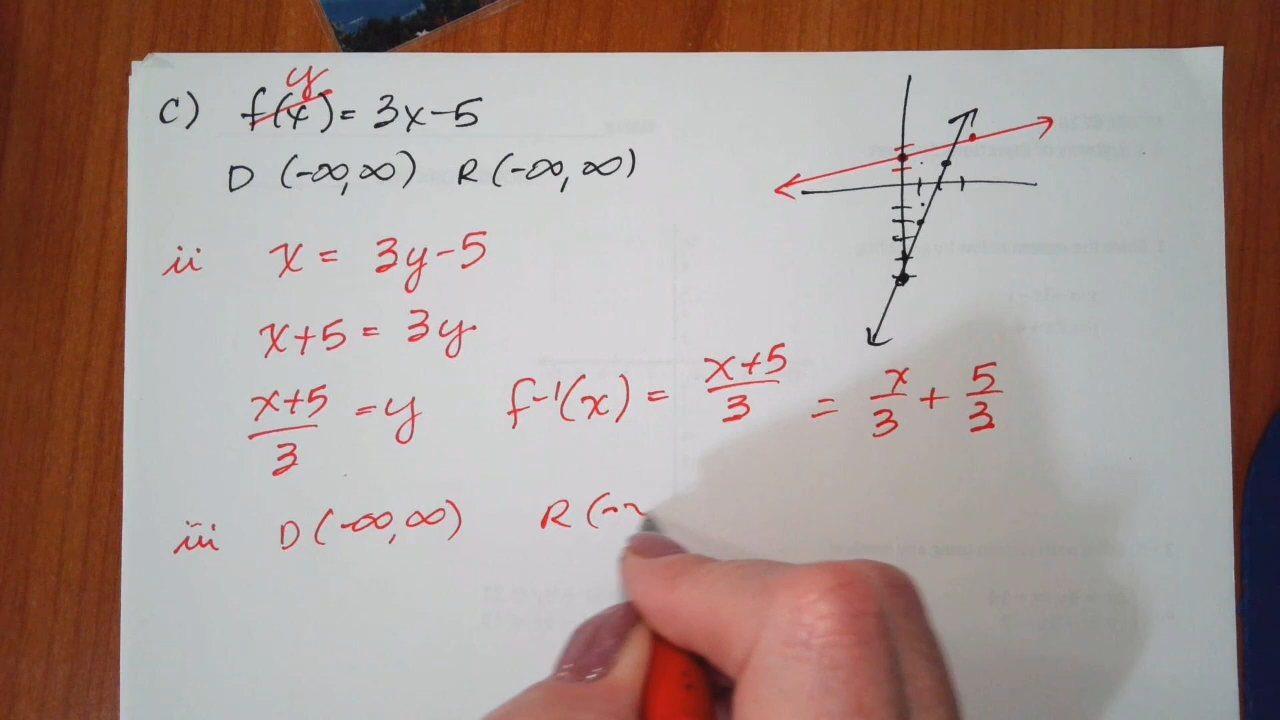 c) f(x) = 3x-5
y
D (-∞,∞) R (-∞,∞)
ii x = 3y-5
x+5 = 3y
x+5/3 = y f⁻¹(x) = x+5/3 = x/3 + 5/3
iii D (-∞,∞) R (-